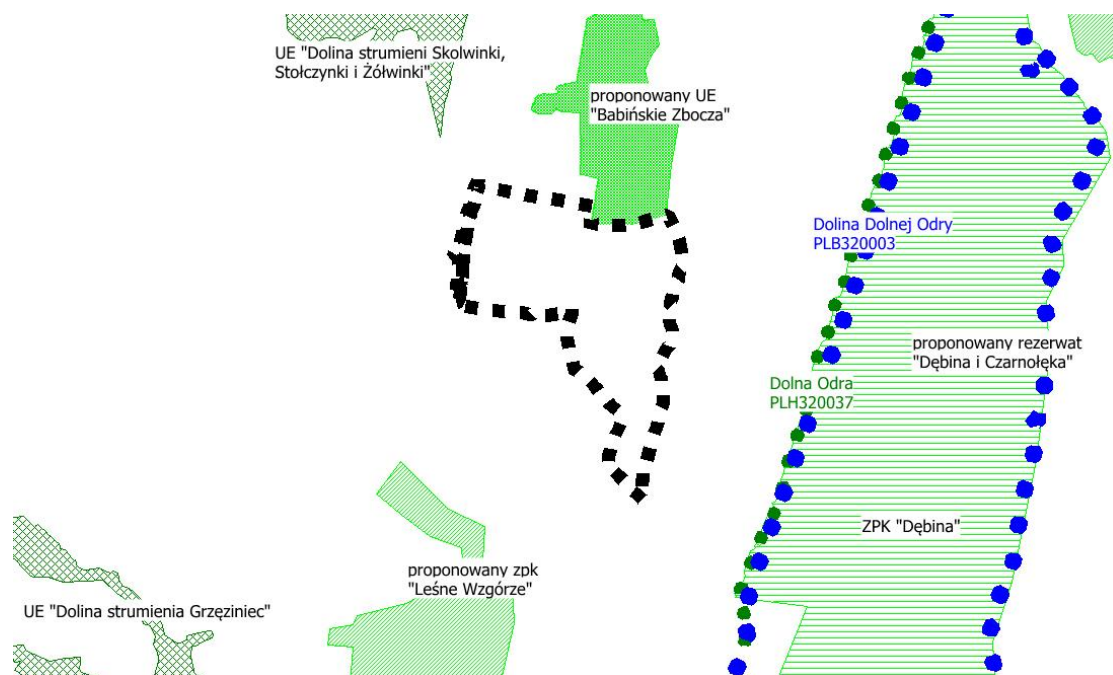 UE "Dolina strumieni Skolwinki,
Stołczynki i Żółwinki"
proponowany UE
"Babińskie Zbocza"
Dolina Dolnej Odry
PLB320003
proponowany rezerwat
"Dębina i Czarnołęka"
Dolna Odra
PLH320037
ZPK "Dębina"
proponowany zpk
"Leśne Wzgórze"
UE "Dolina strumienia Grzęziniec"